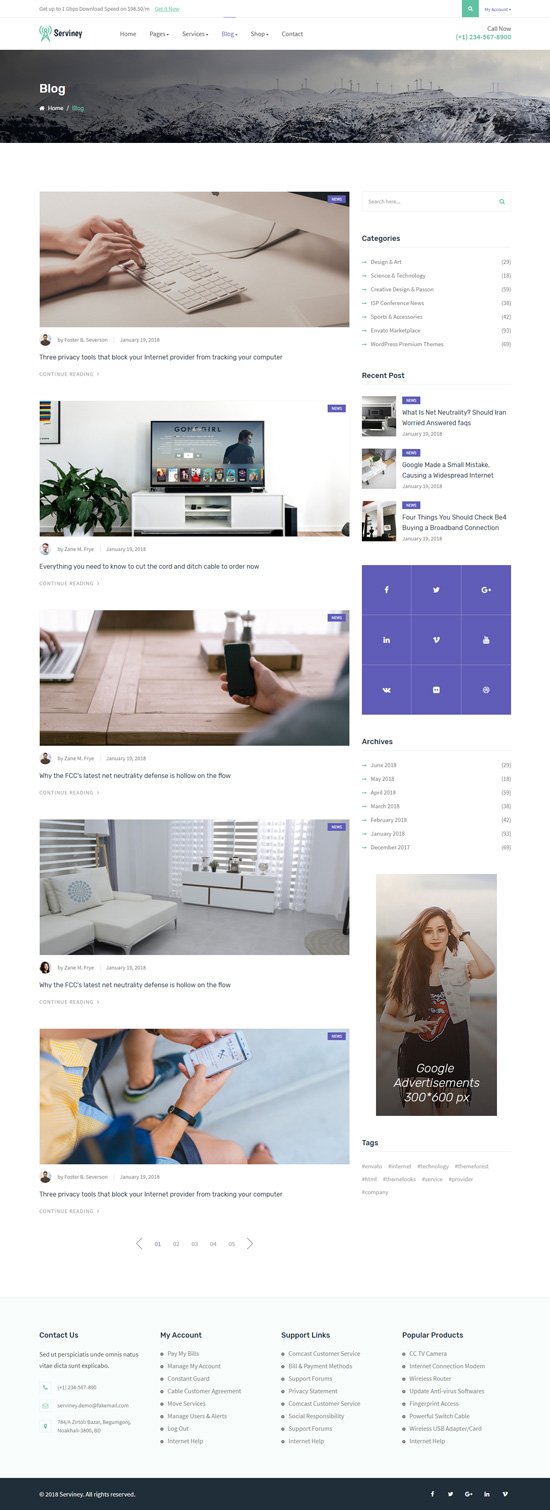 Get up to 1 Gbps Download Speed on $98.50/m Get It Now
My Account
Serviney
Home Pages Services Blog Shop Contact
Call Now
(+1) 234-567-8900
Blog
Home / Blog
NEWS
by Foster B. Severson | January 19, 2018
Three privacy tools that block your Internet provider from tracking your computer
CONTINUE READING
NEWS
GONE GIRL
by Zane M. Frye | January 19, 2018
Everything you need to know to cut the cord and ditch cable to order now
CONTINUE READING
NEWS
by Zane M. Frye | January 19, 2018
Why the FCC's latest net neutrality defense is hollow on the flow
CONTINUE READING
NEWS
by Zane M. Frye | January 19, 2018
Why the FCC's latest net neutrality defense is hollow on the flow
CONTINUE READING
NEWS
by Foster B. Severson | January 19, 2018
Three privacy tools that block your Internet provider from tracking your computer
CONTINUE READING
01 02 03 04 05
Search here...
Categories
Design & Art (29)
Science & Technology (18)
Creative Design & Passon (59)
ISP Conference News (38)
Sports & Accessories (42)
Envato Marketplace (93)
WordPress Premium Themes (69)
Recent Post
NEWS
What Is Net Neutrality? Should Iran
Worried Answered faqs
January 19, 2018
NEWS
Google Made a Small Mistake,
Causing a Widespread Internet
January 19, 2018
NEWS
Four Things You Should Check Be4
Buying a Broadband Connection
January 19, 2018
Archives
June 2018 (29)
May 2018 (18)
April 2018 (59)
March 2018 (38)
February 2018 (42)
January 2018 (93)
December 2017 (69)
Google
Advertisements
300*600 px
Tags
#envato #internet #technology #themeforest
#html #themelooks #service #provider
#company
Contact Us
Sed ut perspiciatis unde omnis natus
vitae dicta sunt explicabo.
(+1) 234-567-890
serviney.demo@fakemail.com
784/A Zirtoli Bazar, Begumgonj,
Noakhali-3800, BD
My Account
Pay My Bills
Manage My Account
Constant Guard
Cable Customer Agreement
Move Services
Manage Users & Alerts
Log Out
Internet Help
Support Links
Comcast Customer Service
Bill & Payment Methods
Support Forums
Privacy Statement
Comcast Customer Service
Social Responsibility
Support Forums
Internet Help
Popular Products
CC TV Camera
Internet Connection Modem
Wireless Router
Update Anti-virus Softwares
Fingerprint Access
Powerful Switch Cable
Wireless USB Adapter/Card
Internet Help
© 2018 Serviney. All rights reserved.